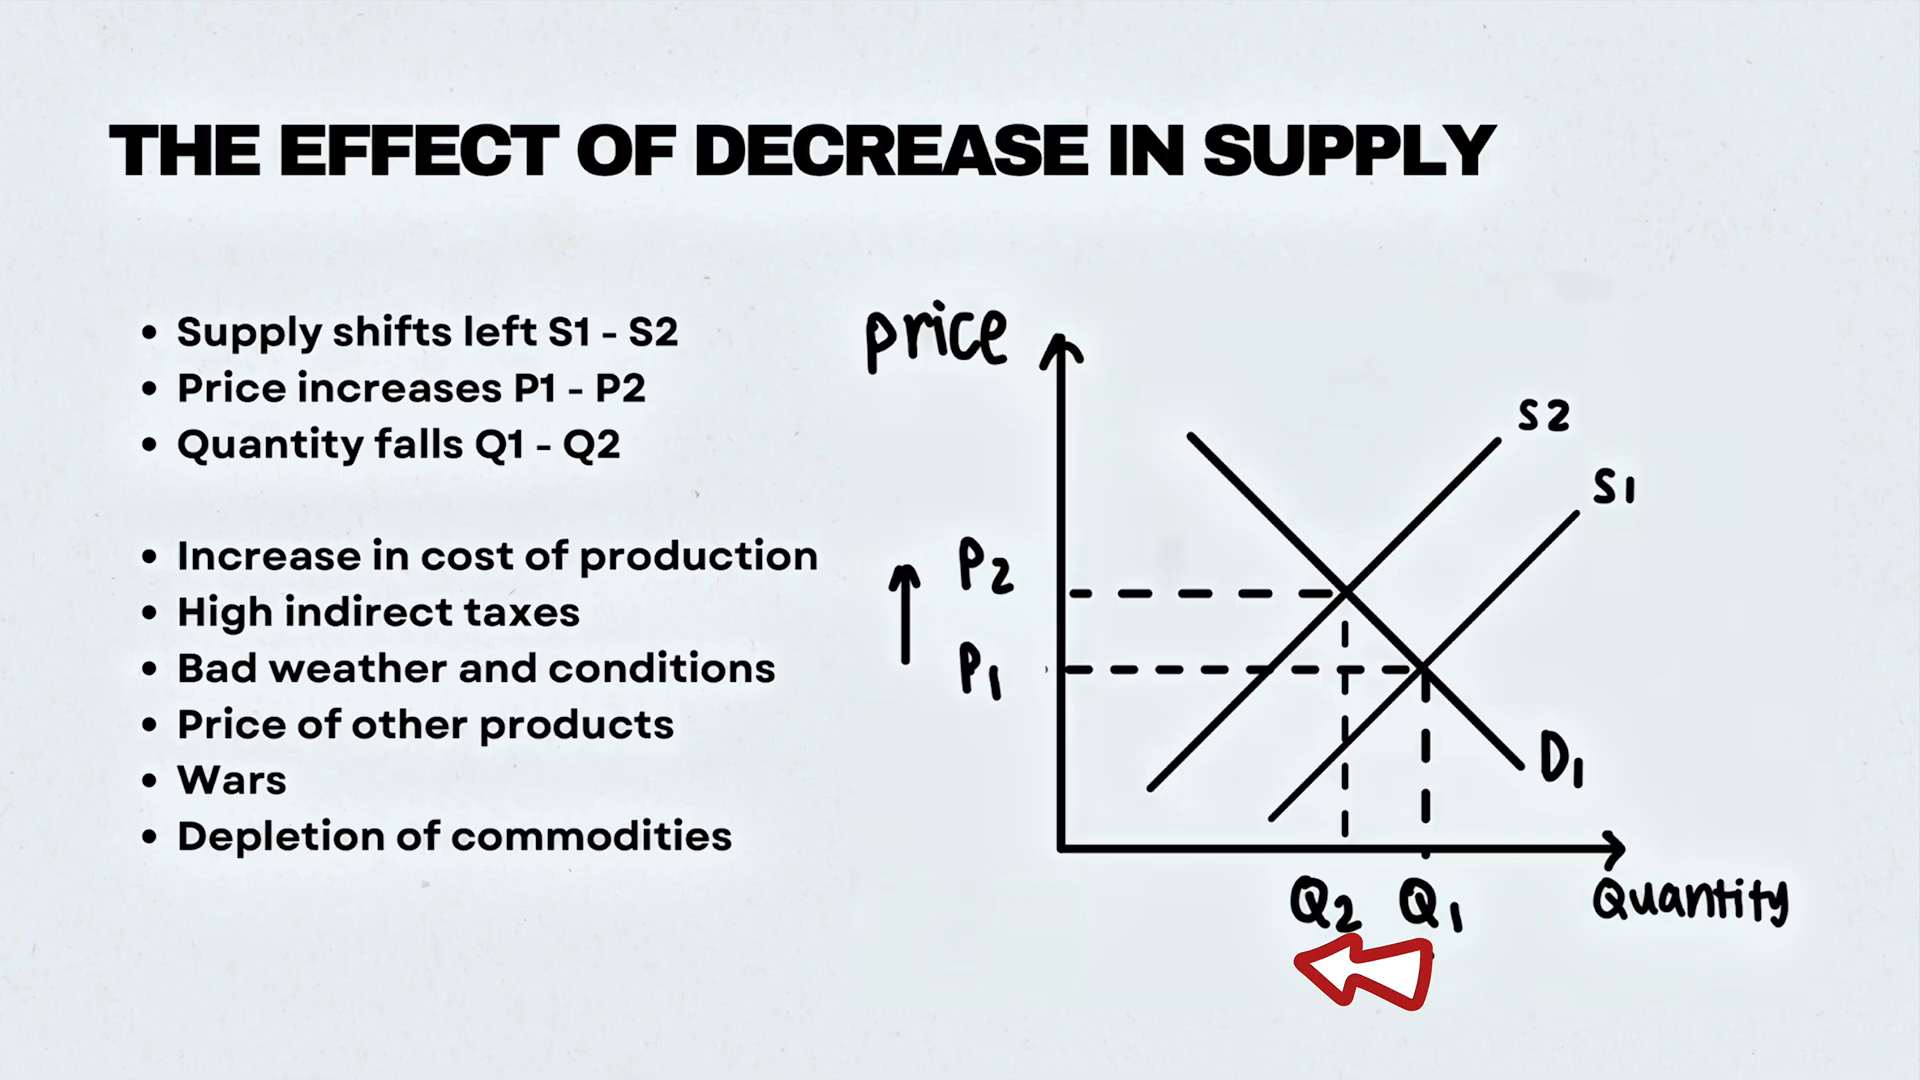 THE EFFECT OF DECREASE IN SUPPLY
• Supply shifts left S1 - S2
• Price increases P1 - P2
• Quantity falls Q1 - Q2
• Increase in cost of production
• High indirect taxes
• Bad weather and conditions
• Price of other products
• Wars
• Depletion of commodities
price
S2
S1
P2
P1
D1
Q2 Q1
Quantity